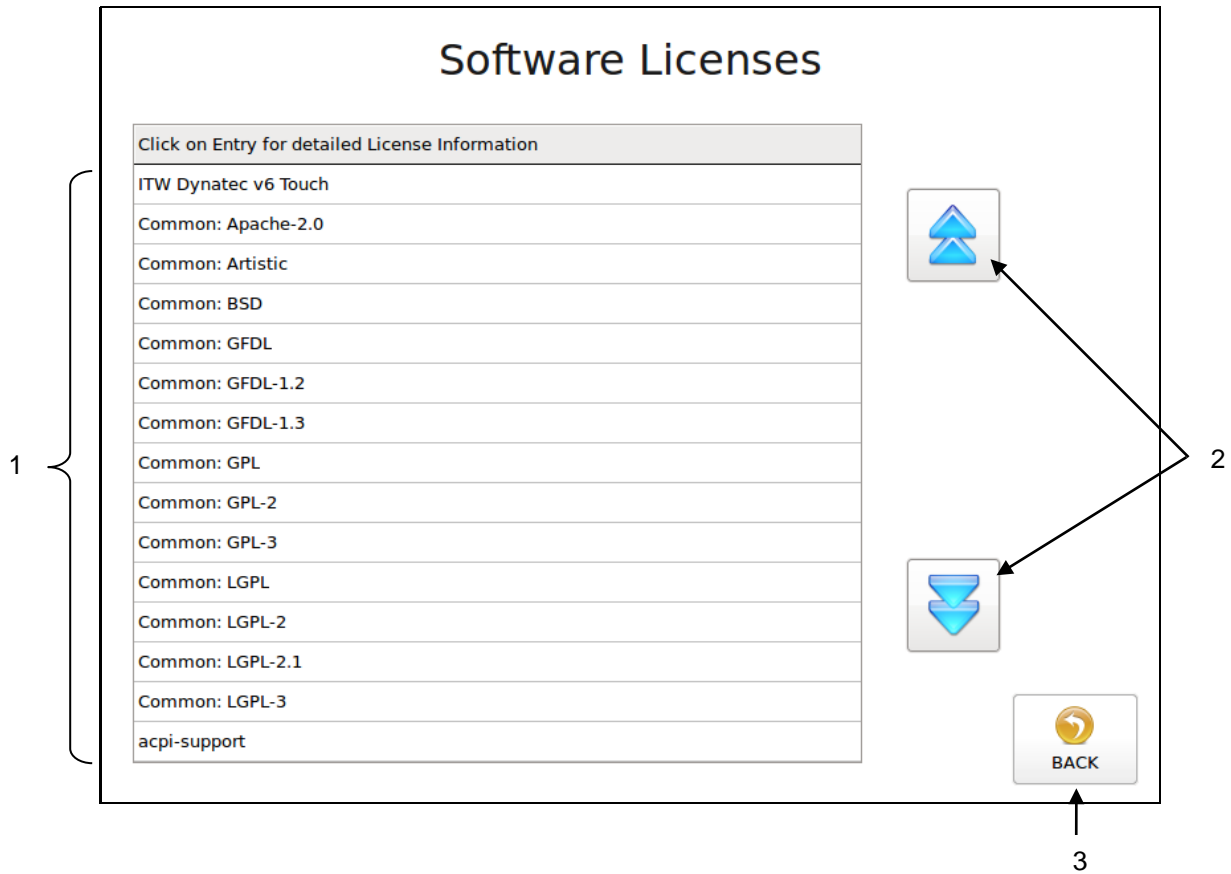 Software Licenses
Click on Entry for detailed License Information
ITW Dynatec v6 Touch
Common: Apache-2.0
Common: Artistic
Common: BSD
Common: GFDL
Common: GFDL-1.2
Common: GFDL-1.3
Common: GPL
Common: GPL-2
Common: GPL-3
Common: LGPL
Common: LGPL-2
Common: LGPL-2.1
Common: LGPL-3
acpi-support
1
2
BACK
3